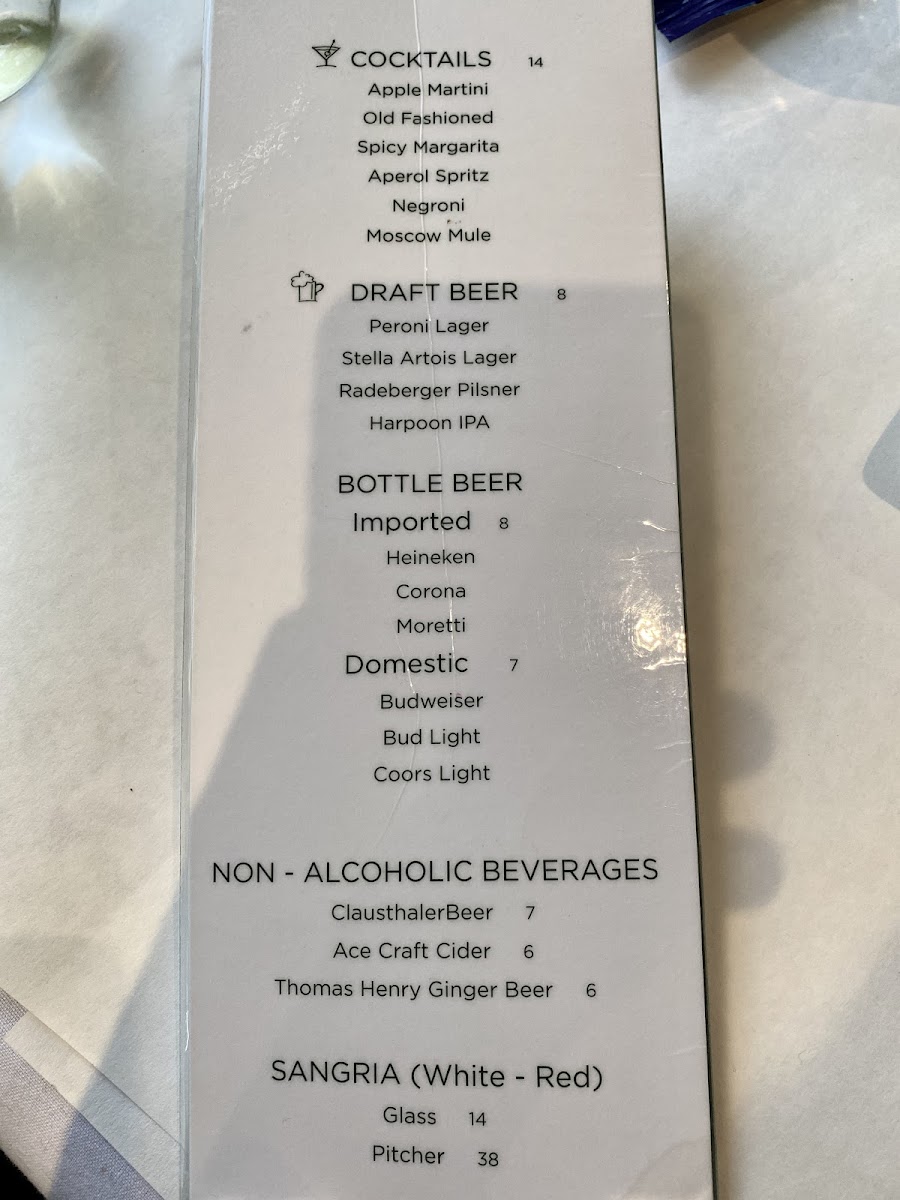 COCKTAILS 14
Apple Martini
Old Fashioned
Spicy Margarita
Aperol Spritz
Negroni
Moscow Mule
DRAFT BEER 8
Peroni Lager
Stella Artois Lager
Radeberger Pilsner
Harpoon IPA
BOTTLE BEER
Imported 8
Heineken
Corona
Moretti
Domestic 7
Budweiser
Bud Light
Coors Light
NON - ALCOHOLIC BEVERAGES
ClausthalerBeer 7
Ace Craft Cider 6
Thomas Henry Ginger Beer 6
SANGRIA (White - Red)
Glass 14
Pitcher 38